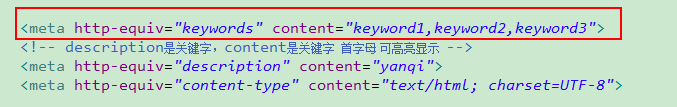 <meta http-equiv="keywords" content="keyword1,keyword2,keyword3">
<!-- description是关键字，content是关键字 首字母 可高亮显示 -->
<meta http-equiv="description" content="yanqi">
<meta http-equiv="content-type" content="text/html; charset=UTF-8">